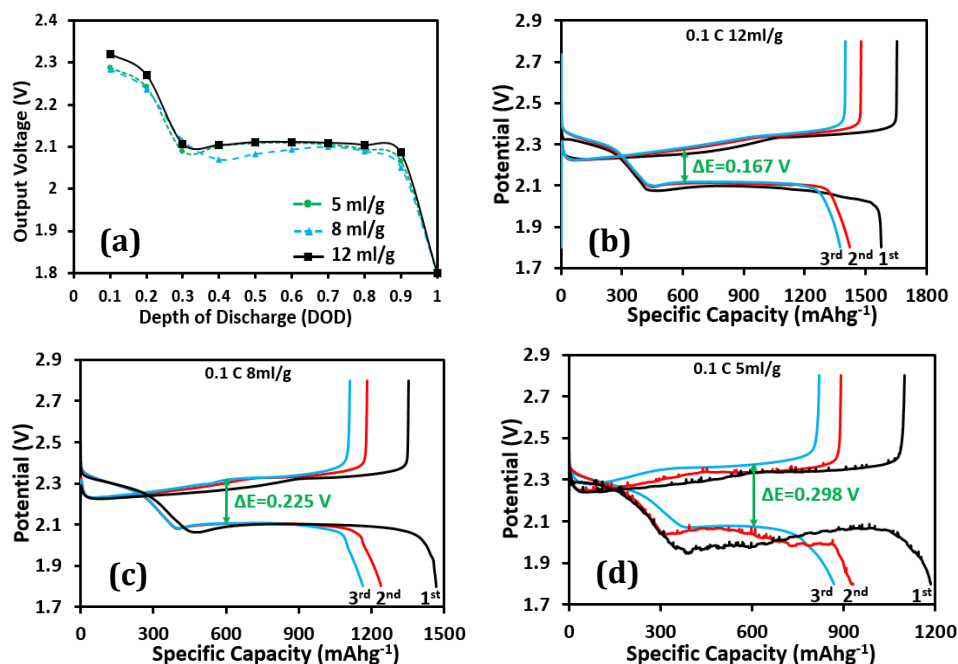 (a)
2.4
2.3
2.2
2.1
2
1.9
1.8
Output Voltage (V)
5 ml/g
8 ml/g
12 ml/g
0 0.1 0.2 0.3 0.4 0.5 0.6 0.7 0.8 0.9 1
Depth of Discharge (DOD)
(b)
0.1 C 12ml/g
2.9
2.7
2.5
2.3
2.1
1.9
1.7
Potential (V)
ΔE=0.167 V
3rd 2nd 1st
0 300 600 900 1200 1500 1800
Specific Capacity (mAhg-1)
(c)
0.1 C 8ml/g
2.9
2.7
2.5
2.3
2.1
1.9
1.7
Potential (V)
ΔE=0.225 V
3rd 2nd 1st
0 300 600 900 1200 1500
Specific Capacity (mAhg-1)
(d)
0.1 C 5ml/g
2.9
2.7
2.5
2.3
2.1
1.9
1.7
Potential (V)
ΔE=0.298 V
3rd 2nd 1st
0 300 600 900 1200
Specific Capacity (mAhg-1)